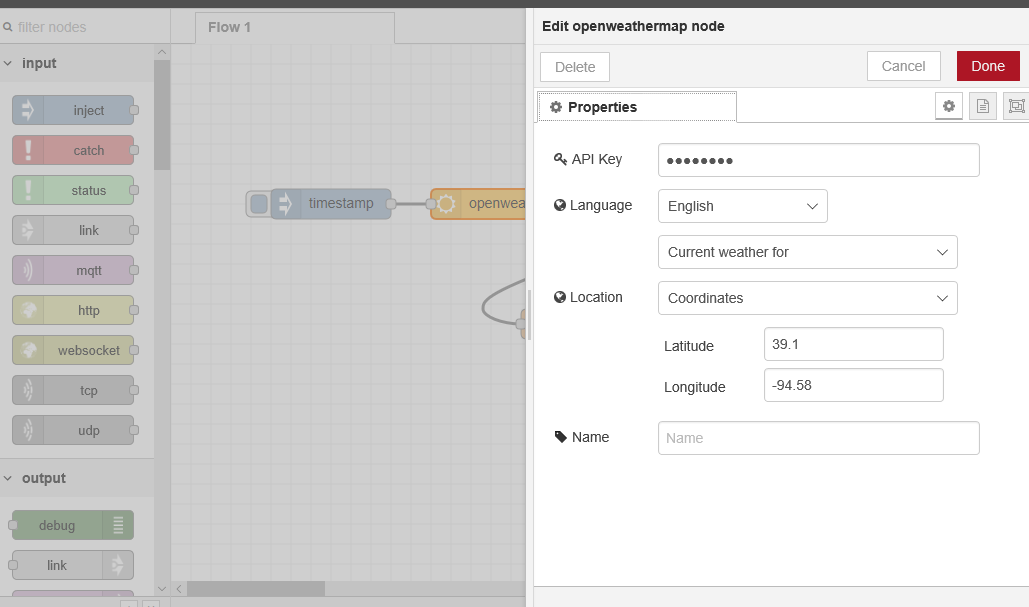 filter nodes
Flow 1
Edit openweathermap node
Delete
Cancel
Done
Properties
input
inject
catch
status
link
mqtt
http
websocket
tcp
udp
output
debug
link
timestamp
openwea
API Key
●●●●●●●●
Language
English
Current weather for
Location
Coordinates
Latitude
39.1
Longitude
-94.58
Name
Name